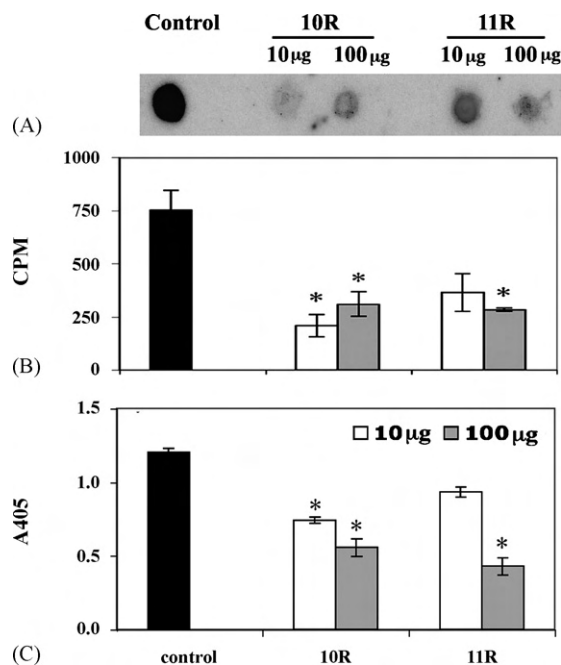 Control 10R 11R
10µg 100µg 10µg 100µg
(A)
1000
750
500
250
0
CPM
* * *
(B)
1.5
1.0
0.5
0.0
A405
10µg 100µg
* * *
control 10R 11R
(C)